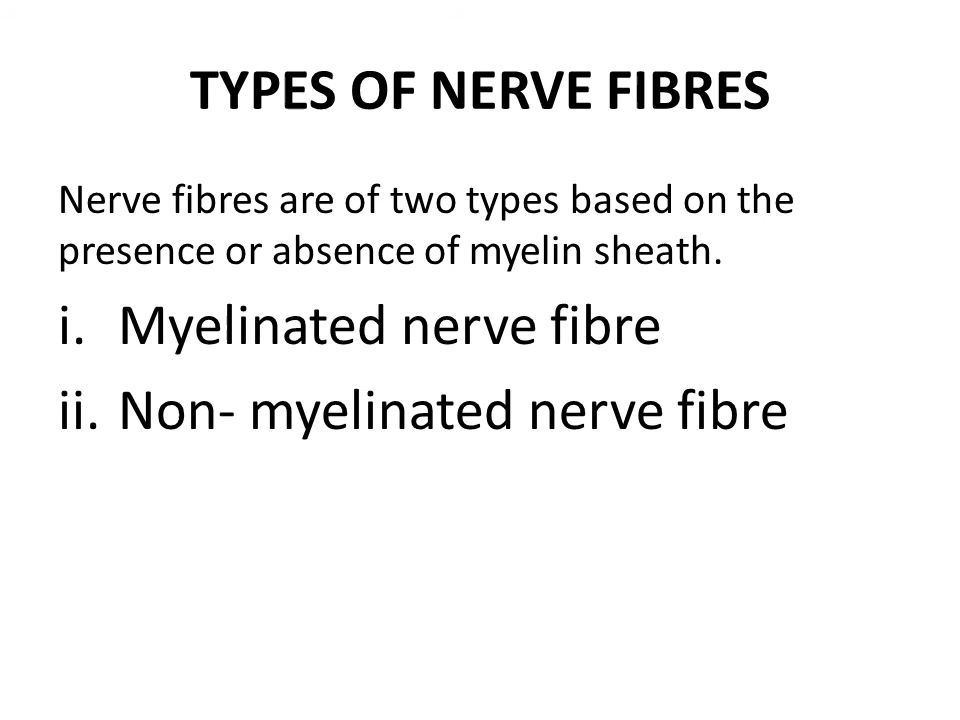 TYPES OF NERVE FIBRES
Nerve fibres are of two types based on the
presence or absence of myelin sheath.
i. Myelinated nerve fibre
ii. Non- myelinated nerve fibre